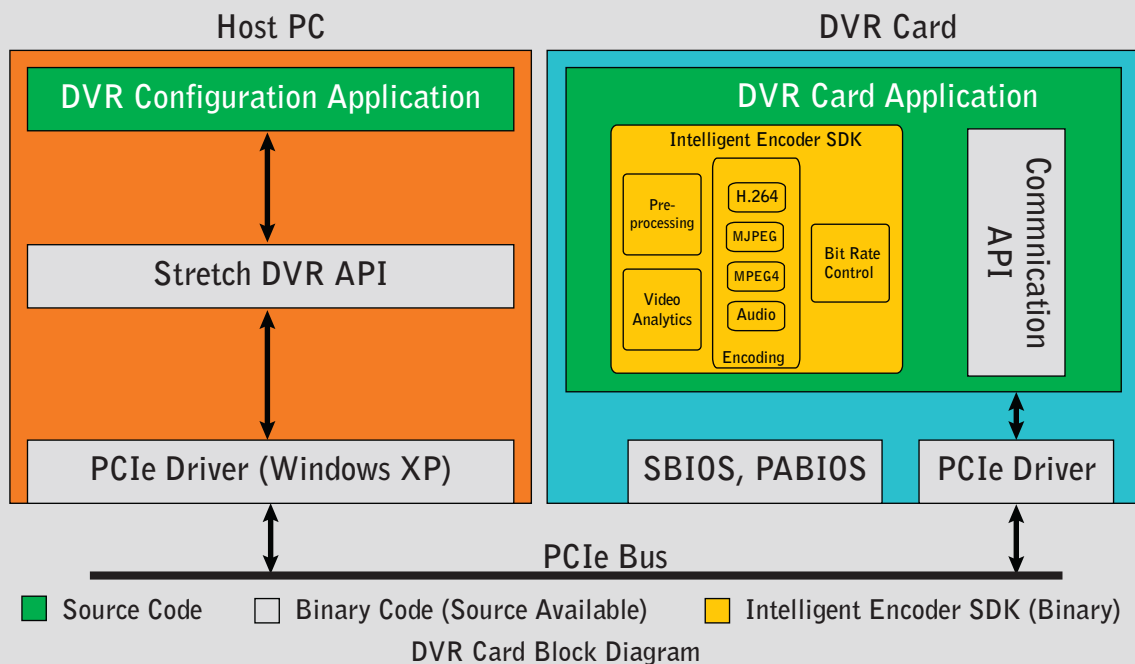 Host PC
DVR Configuration Application
Stretch DVR API
PCIe Driver (Windows XP)
DVR Card
DVR Card Application
Intelligent Encoder SDK
Pre-
processing
Video
Analytics
H.264
MJPEG
MPEG4
Audio
Encoding
Bit Rate
Control
Commmnication
API
SBIOS, PABIOS
PCIe Driver
PCIe Bus
Source Code
Binary Code (Source Available)
Intelligent Encoder SDK (Binary)
DVR Card Block Diagram